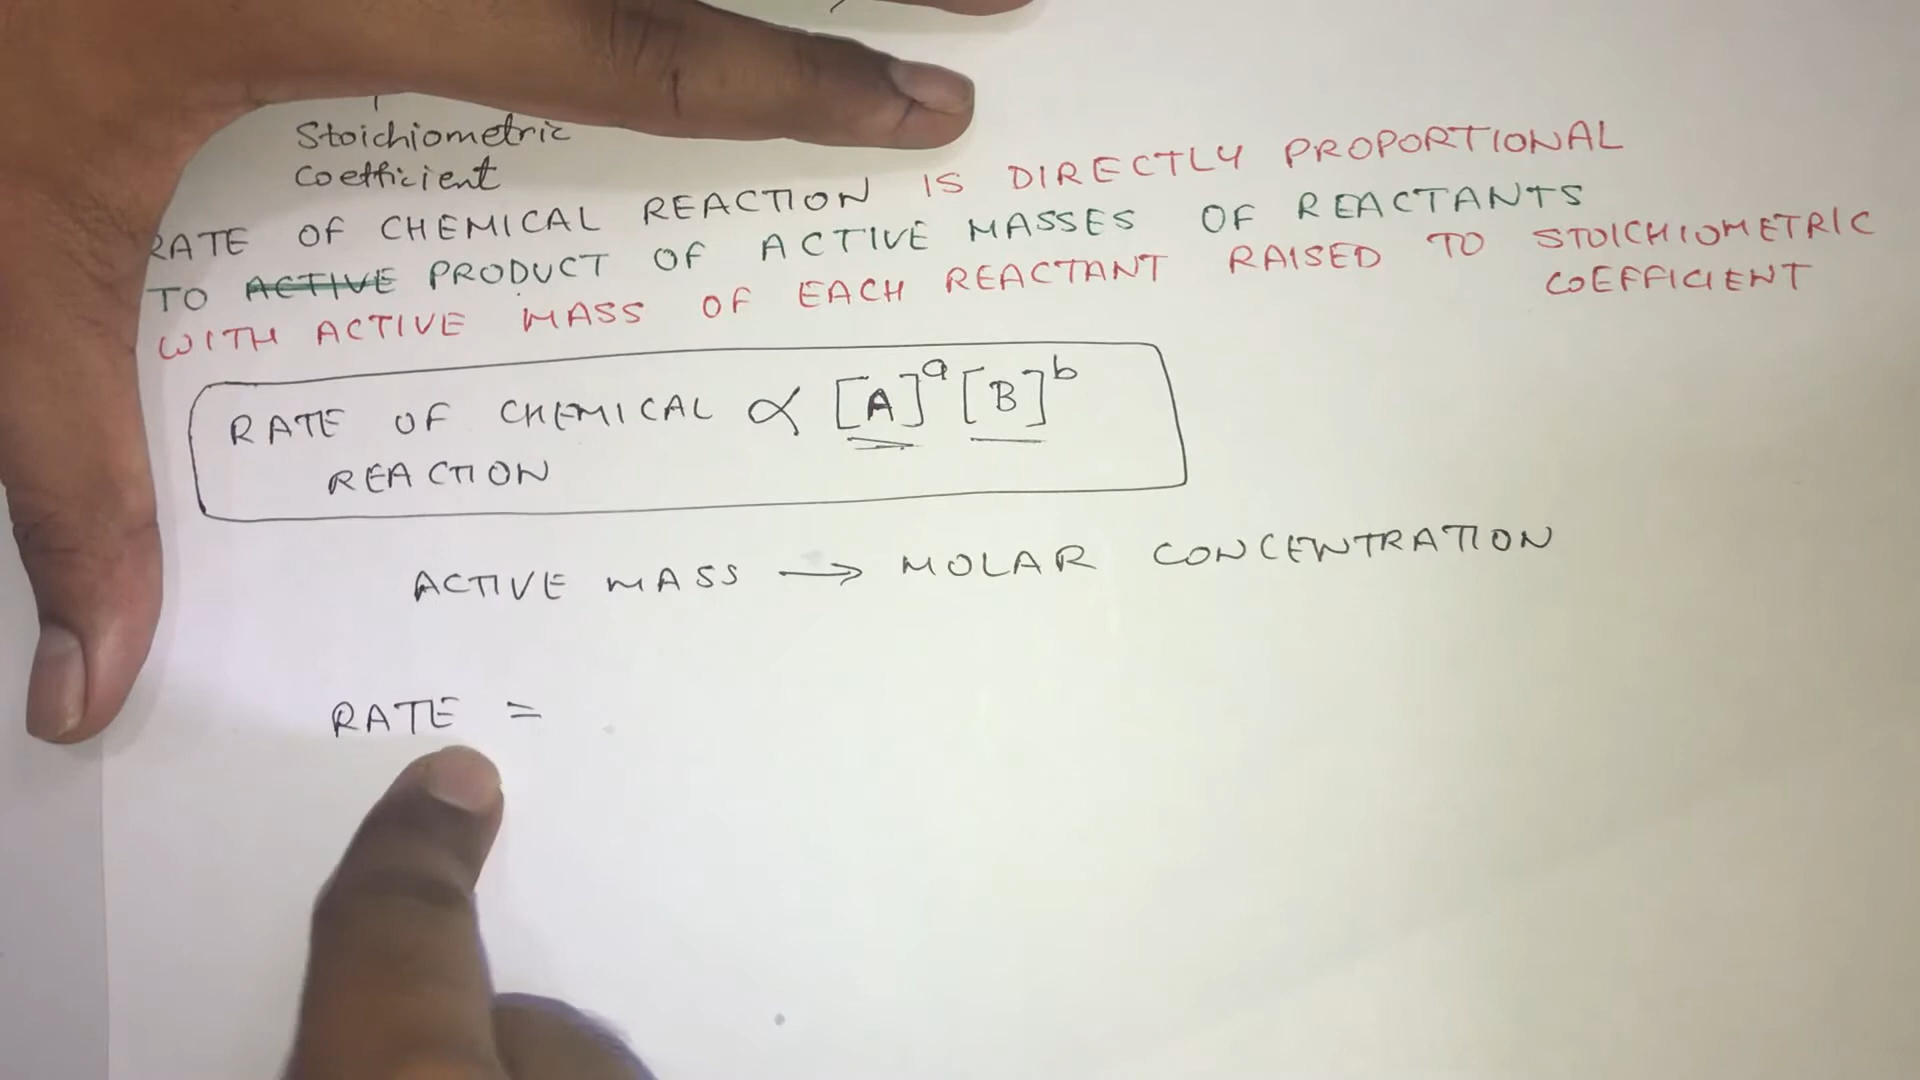 Stoichiometric
Coefficient
RATE OF CHEMICAL REACTION IS DIRECTLY PROPORTIONAL
TO ACTIVE PRODUCT OF ACTIVE MASSES OF REACTANTS
WITH ACTIVE MASS OF EACH REACTANT RAISED TO STOICHIOMETRIC
COEFFICIENT
RATE OF CHEMICAL ∝ [A]^a [B]^b
REACTION
ACTIVE MASS → MOLAR CONCENTRATION
RATE =